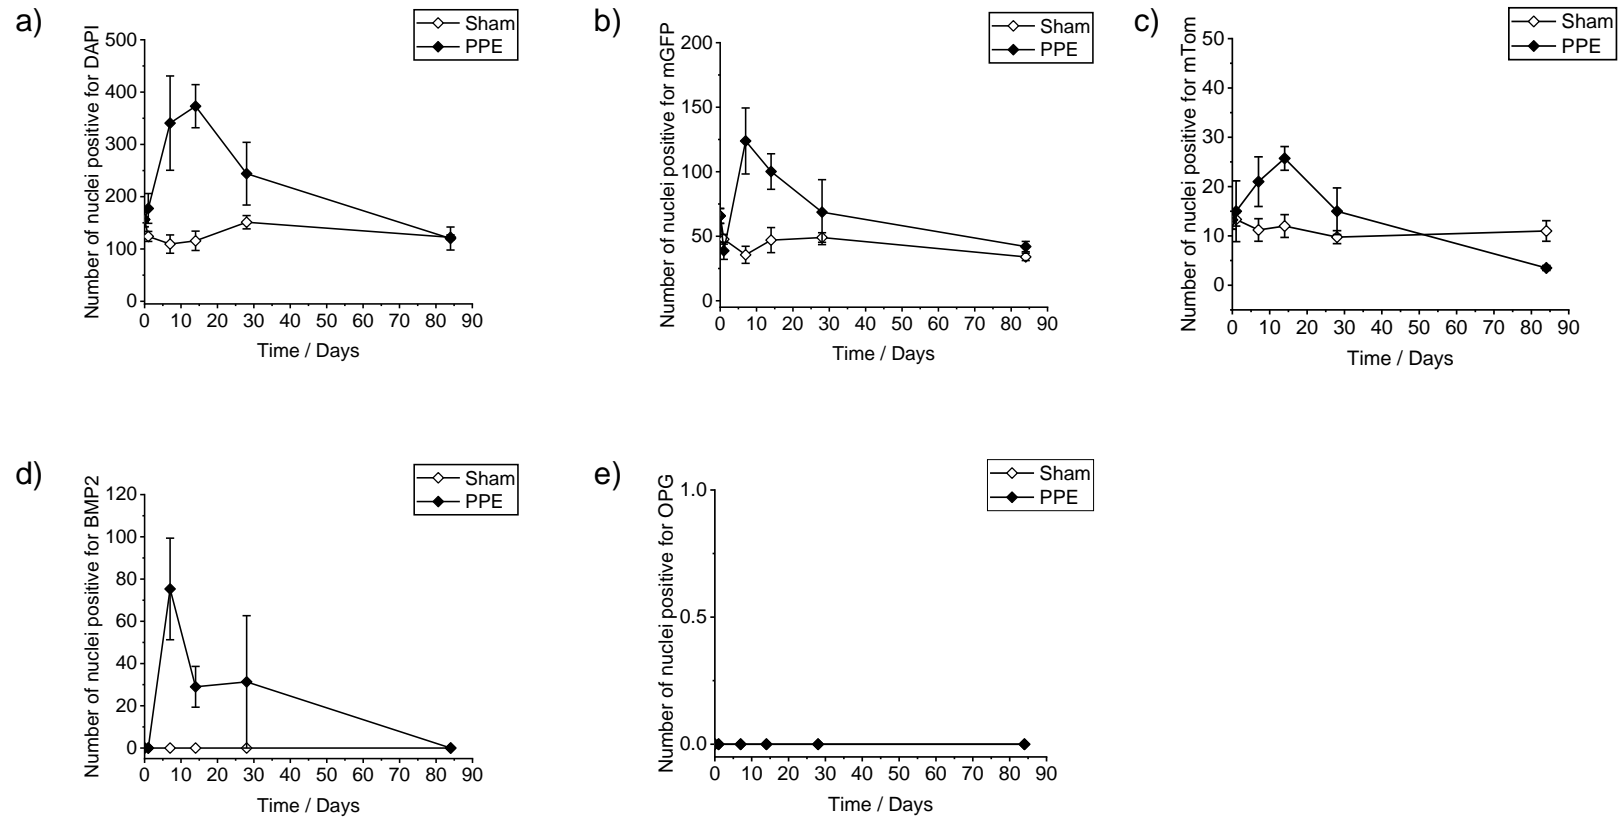 a)
Sham
PPE
Number of nuclei positive for DAPI
500
400
300
200
100
0
0 10 20 30 40 50 60 70 80 90
Time / Days
b)
Sham
PPE
Number of nuclei positive for mGFP
200
150
100
50
0
0 10 20 30 40 50 60 70 80 90
Time / Days
c)
Sham
PPE
Number of nuclei positive for mTom
50
40
30
20
10
0
0 10 20 30 40 50 60 70 80 90
Time / Days
d)
Sham
PPE
Number of nuclei positive for BMP2
120
100
80
60
40
20
0
0 10 20 30 40 50 60 70 80 90
Time / Days
e)
Sham
PPE
Number of nuclei positive for OPG
1.0
0.5
0.0
0 10 20 30 40 50 60 70 80 90
Time / Days